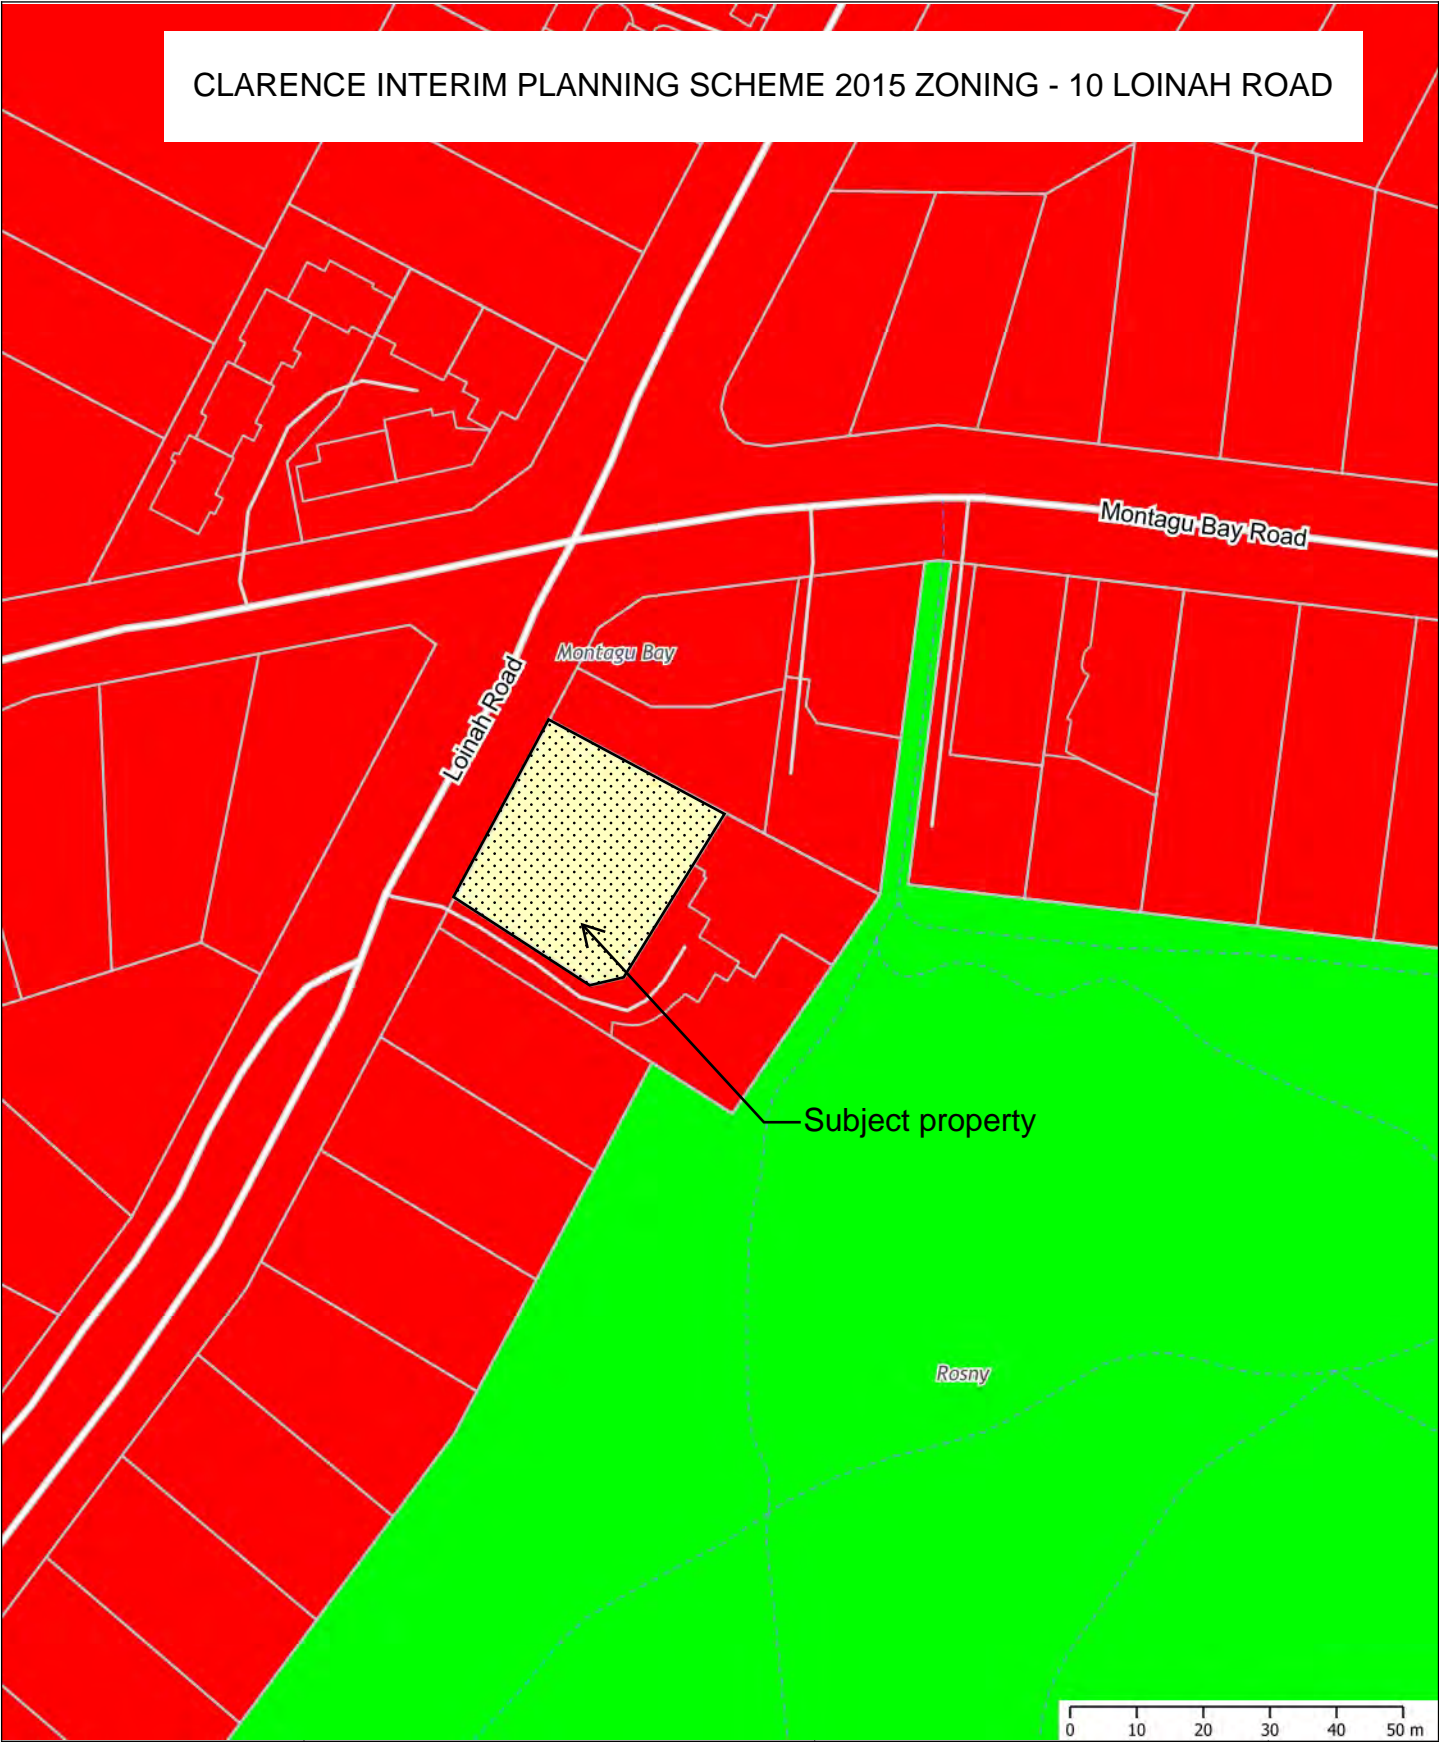 CLARENCE INTERIM PLANNING SCHEME 2015 ZONING - 10 LOINAH ROAD
Montagu Bay Road
Montagu Bay
Loinah Road
Subject property
Rosny
0 10 20 30 40 50 m